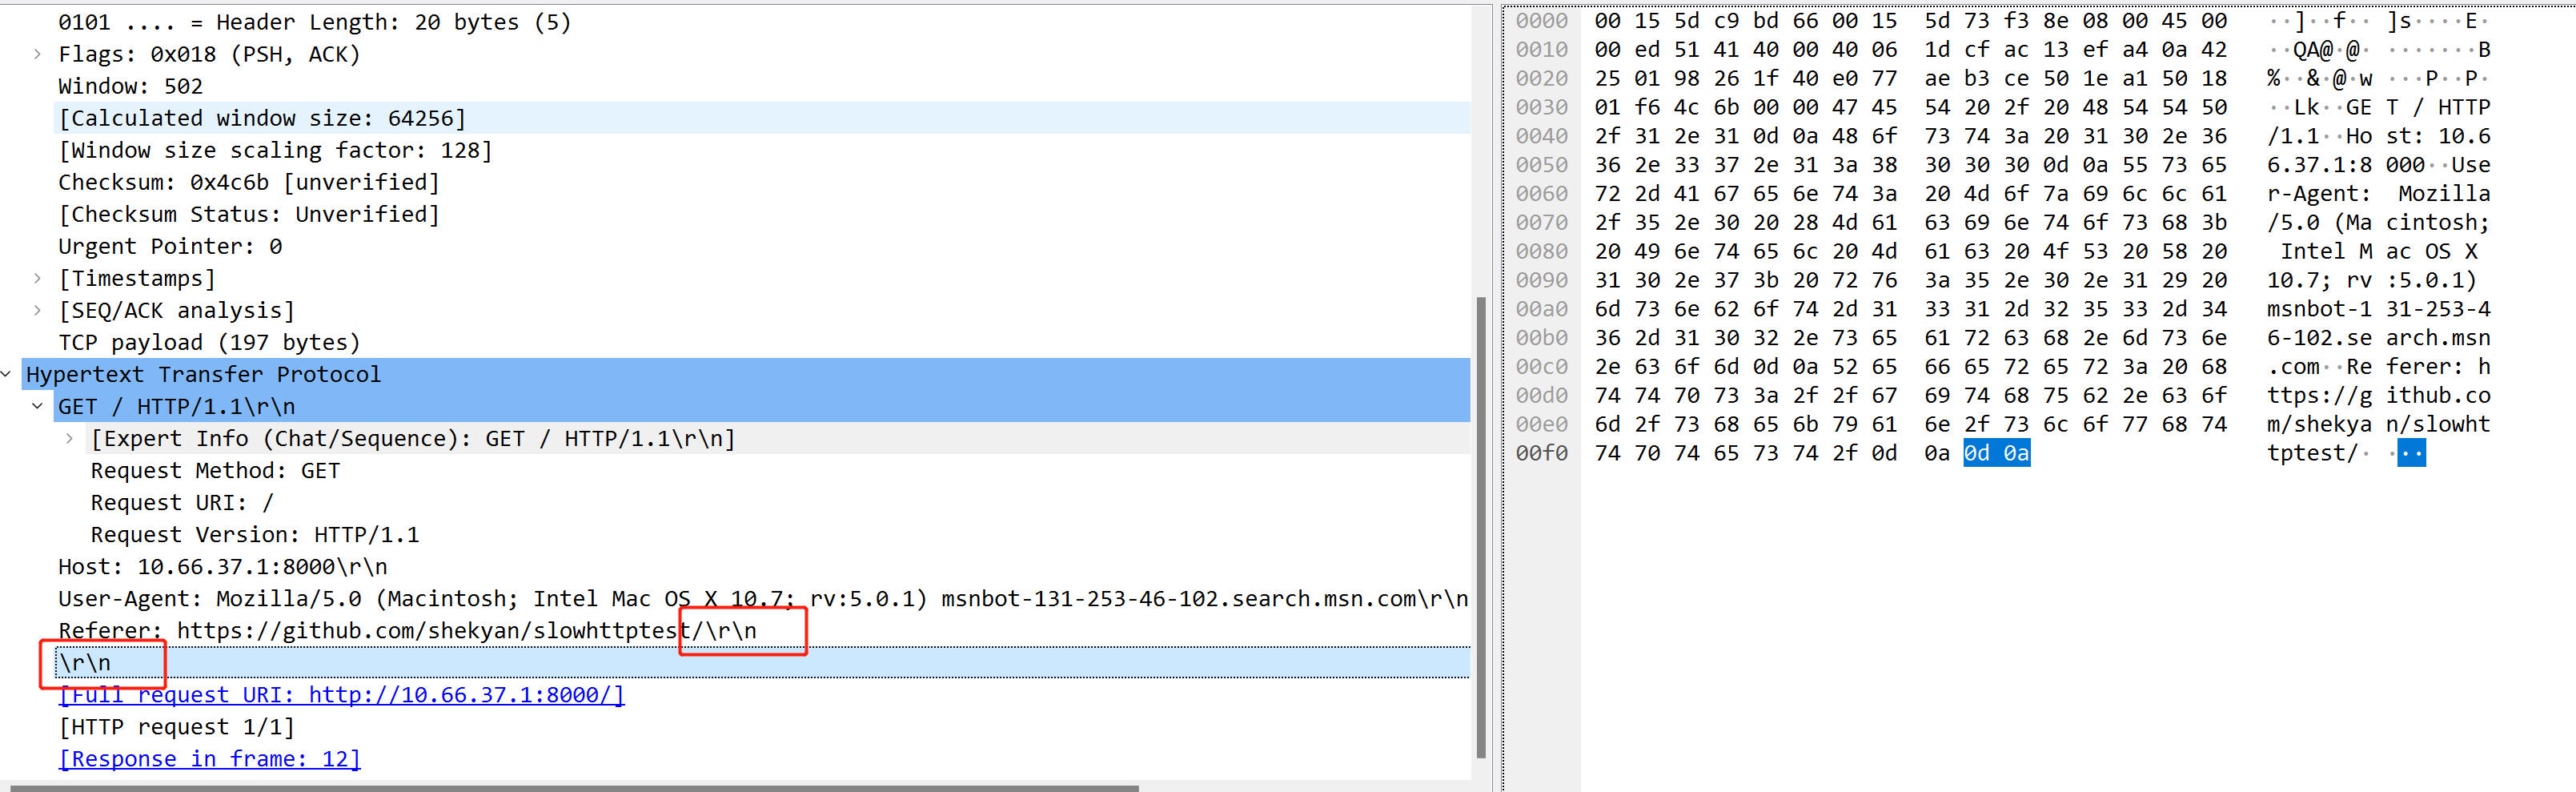 0101 .... = Header Length: 20 bytes (5)
Flags: 0x018 (PSH, ACK)
Window: 502
[Calculated window size: 64256]
[Window size scaling factor: 128]
Checksum: 0x4c6b [unverified]
[Checksum Status: Unverified]
Urgent Pointer: 0
[Timestamps]
[SEQ/ACK analysis]
TCP payload (197 bytes)
Hypertext Transfer Protocol
GET / HTTP/1.1\r\n
[Expert Info (Chat/Sequence): GET / HTTP/1.1\r\n]
Request Method: GET
Request URI: /
Request Version: HTTP/1.1
Host: 10.66.37.1:8000\r\n
User-Agent: Mozilla/5.0 (Macintosh; Intel Mac OS X 10.7; rv:5.0.1) msnbot-131-253-46-102.search.msn.com\r\n
Referer: https://github.com/shekyan/slowhttptest/\r\n
\r\n
[Full request URI: http://10.66.37.1:8000/]
[HTTP request 1/1]
[Response in frame: 12]
0000 00 15 5d c9 bd 66 00 15 5d 73 f3 8e 08 00 45 00 ··]··f·· ]s····E·
0010 00 ed 51 41 40 00 40 06 1d cf ac 13 ef a4 0a 42 ··QA@·@· ·······B
0020 25 01 98 26 1f 40 e0 77 ae b3 ce 50 1e a1 50 18 %··&·@·w ···P··P·
0030 01 f6 4c 6b 00 00 47 45 54 20 2f 20 48 54 54 50 ··Lk··GE T / HTTP
0040 2f 31 2e 31 0d 0a 48 6f 73 74 3a 20 31 30 2e 36 /1.1··Ho st: 10.6
0050 36 2e 33 37 2e 31 3a 38 30 30 30 0d 0a 55 73 65 6.37.1:8 000··Use
0060 72 2d 41 67 65 6e 74 3a 20 4d 6f 7a 69 6c 6c 61 r-Agent: Mozilla
0070 2f 35 2e 30 20 28 4d 61 63 69 6e 74 6f 73 68 3b /5.0 (Ma cintosh;
0080 20 49 6e 74 65 6c 20 4d 61 63 20 4f 53 20 58 20 Intel M ac OS X
0090 31 30 2e 37 3b 20 72 76 3a 35 2e 30 2e 31 29 20 10.7; rv :5.0.1)
00a0 6d 73 6e 62 6f 74 2d 31 33 31 2d 32 35 33 2d 34 msnbot-1 31-253-4
00b0 36 2d 31 30 32 2e 73 65 61 72 63 68 2e 6d 73 6e 6-102.se arch.msn
00c0 2e 63 6f 6d 0d 0a 52 65 66 65 72 65 72 3a 20 68 .com··Re ferer: h
00d0 74 74 70 73 3a 2f 2f 67 69 74 68 75 62 2e 63 6f ttps://g ithub.co
00e0 6d 2f 73 68 65 6b 79 61 6e 2f 73 6c 6f 77 68 74 m/shekya n/slowht
00f0 74 70 74 65 73 74 2f 0d 0a 0d 0a tptest/· ···